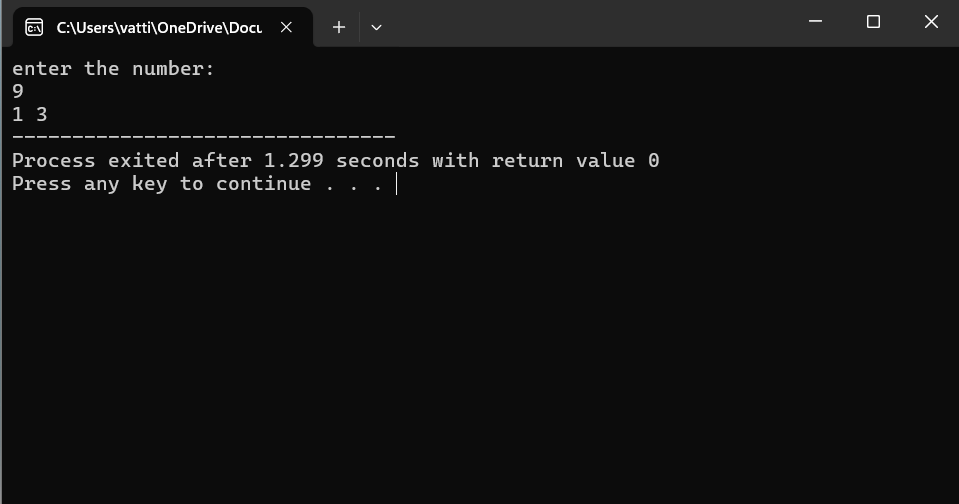 C:\Users\vatti\OneDrive\Docu
enter the number:
9
1 3
--------------------------------
Process exited after 1.299 seconds with return value 0
Press any key to continue . . .